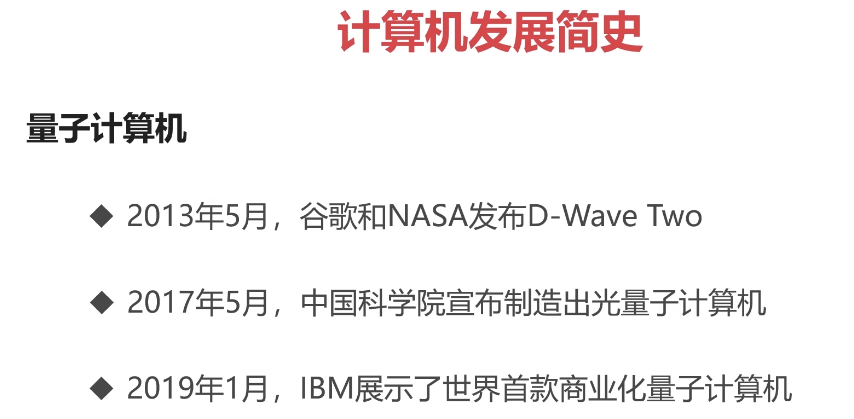 计算机发展简史
量子计算机
◆ 2013年5月，谷歌和NASA发布D-Wave Two
◆ 2017年5月，中国科学院宣布制造出光量子计算机
◆ 2019年1月，IBM展示了世界首款商业化量子计算机